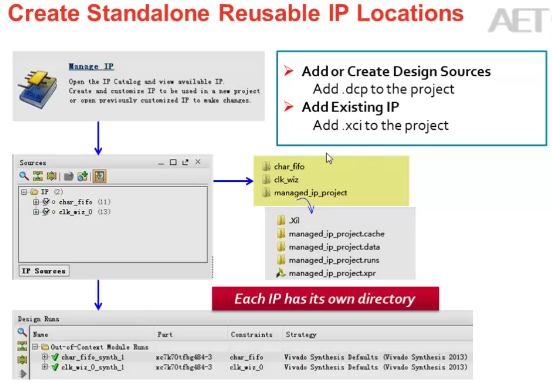 Create Standalone Reusable IP Locations
AET
Manage IP
Open the IP Catalog and view available IP.
Create and customize IP to be used in a new project
or open previously customized IP to make changes.
Add or Create Design Sources
Add .dcp to the project
Add Existing IP
Add .xci to the project
Sources
IP (2)
char_fifo (11)
clk_wiz_0 (13)
IP Sources
char_fifo
clk_wiz
managed_ip_project
.Xil
managed_ip_project.cache
managed_ip_project.data
managed_ip_project.runs
managed_ip_project.xpr
Each IP has its own directory
Design Runs
Name Part Constraints Strategy
Out-of-Context Module Runs
char_fifo_synth_1 xc7k70tfbg484-3 char_fifo Vivado Synthesis Defaults (Vivado Synthesis 2013)
clk_wiz_0_synth_1 xc7k70tfbg484-3 clk_wiz_0 Vivado Synthesis Defaults (Vivado Synthesis 2013)